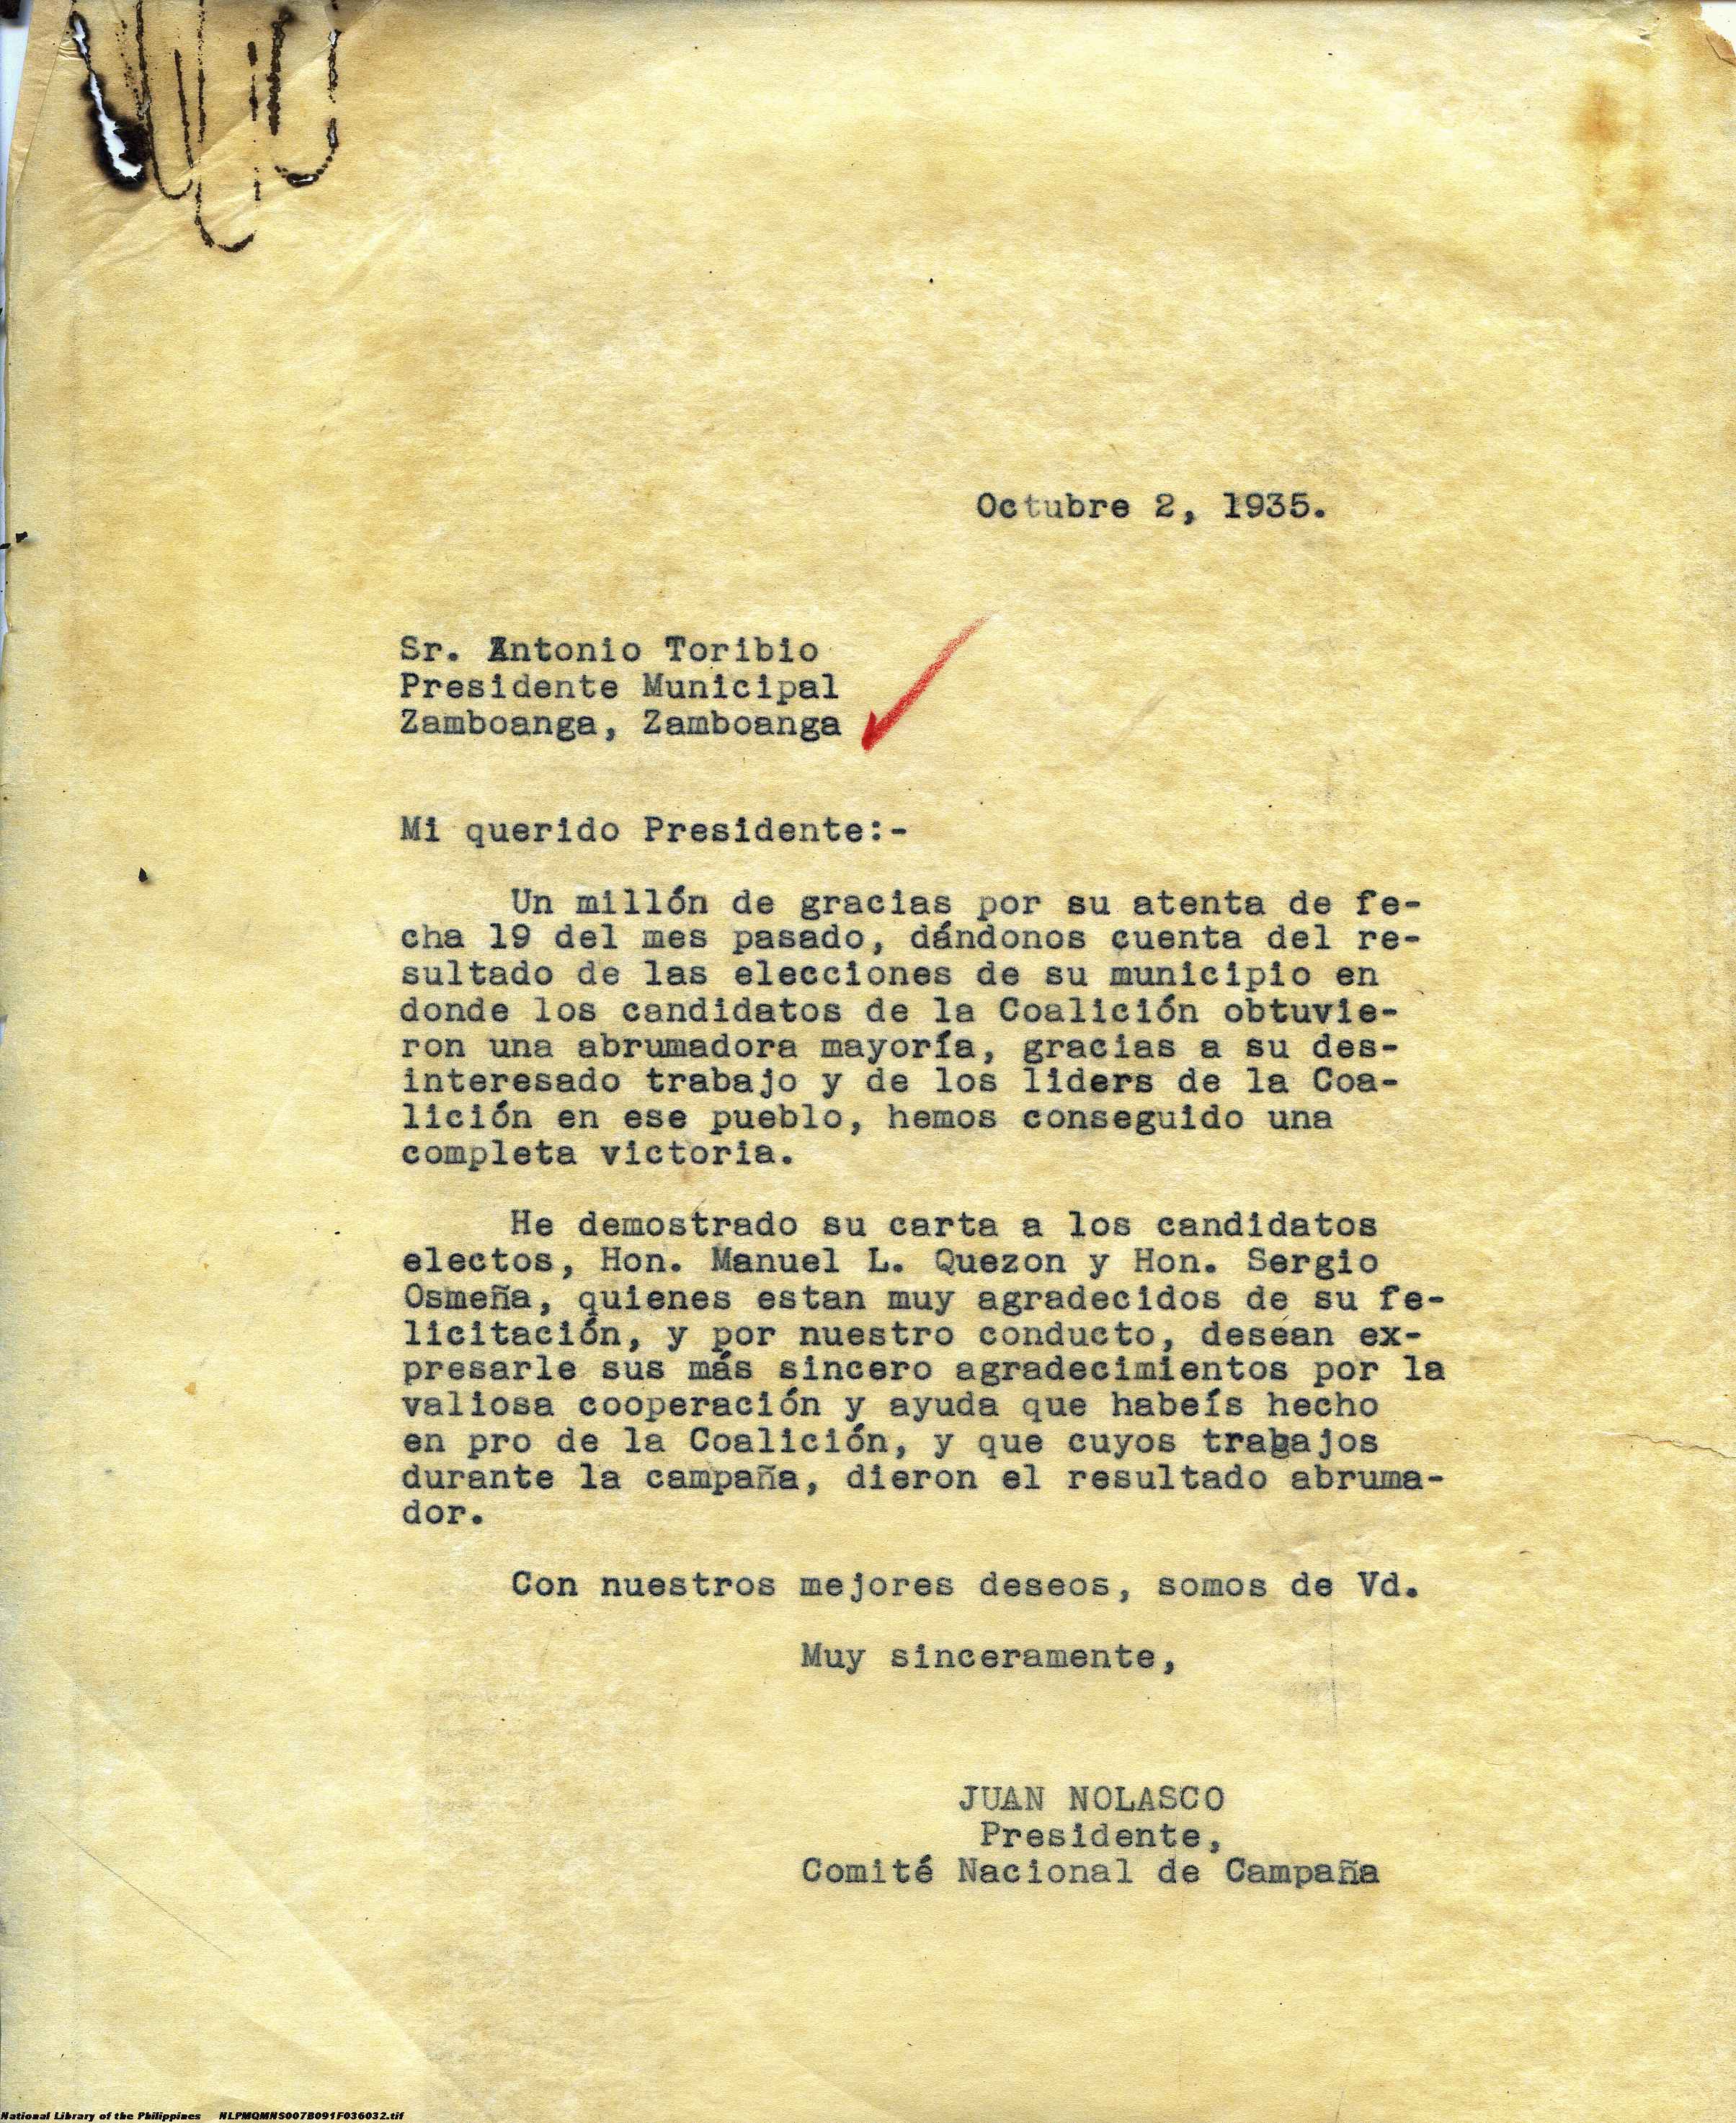 Octubre 2, 1935.
Sr. Antonio Toribio
Presidente Municipal
Zamboanga, Zamboanga
Mi querido Presidente:-
Un millón de gracias por su atenta de fe-
cha 19 del mes pasado, dándonos cuenta del re-
sultado de las elecciones de su municipio en
donde los candidatos de la Coalición obtuvie-
ron una abrumadora mayoría, gracias a su des-
interesado trabajo y de los liders de la Coa-
lición en ese pueblo, hemos conseguido una
completa victoria.
He demostrado su carta a los candidatos
electos, Hon. Manuel L. Quezon y Hon. Sergio
Osmeña, quienes estan muy agradecidos de su fe-
licitación, y por nuestro conducto, desean ex-
presarle sus más sincero agradecimientos por la
valiosa cooperación y ayuda que habeís hecho
en pro de la Coalición, y que cuyos trabajos
durante la campaña, dieron el resultado abruma-
dor.
Con nuestros mejores deseos, somos de Vd.
Muy sinceramente,
JUAN NOLASCO
Presidente,
Comité Nacional de Campaña
National Library of the Philippines NLPMQMNS007B091F036032.tif